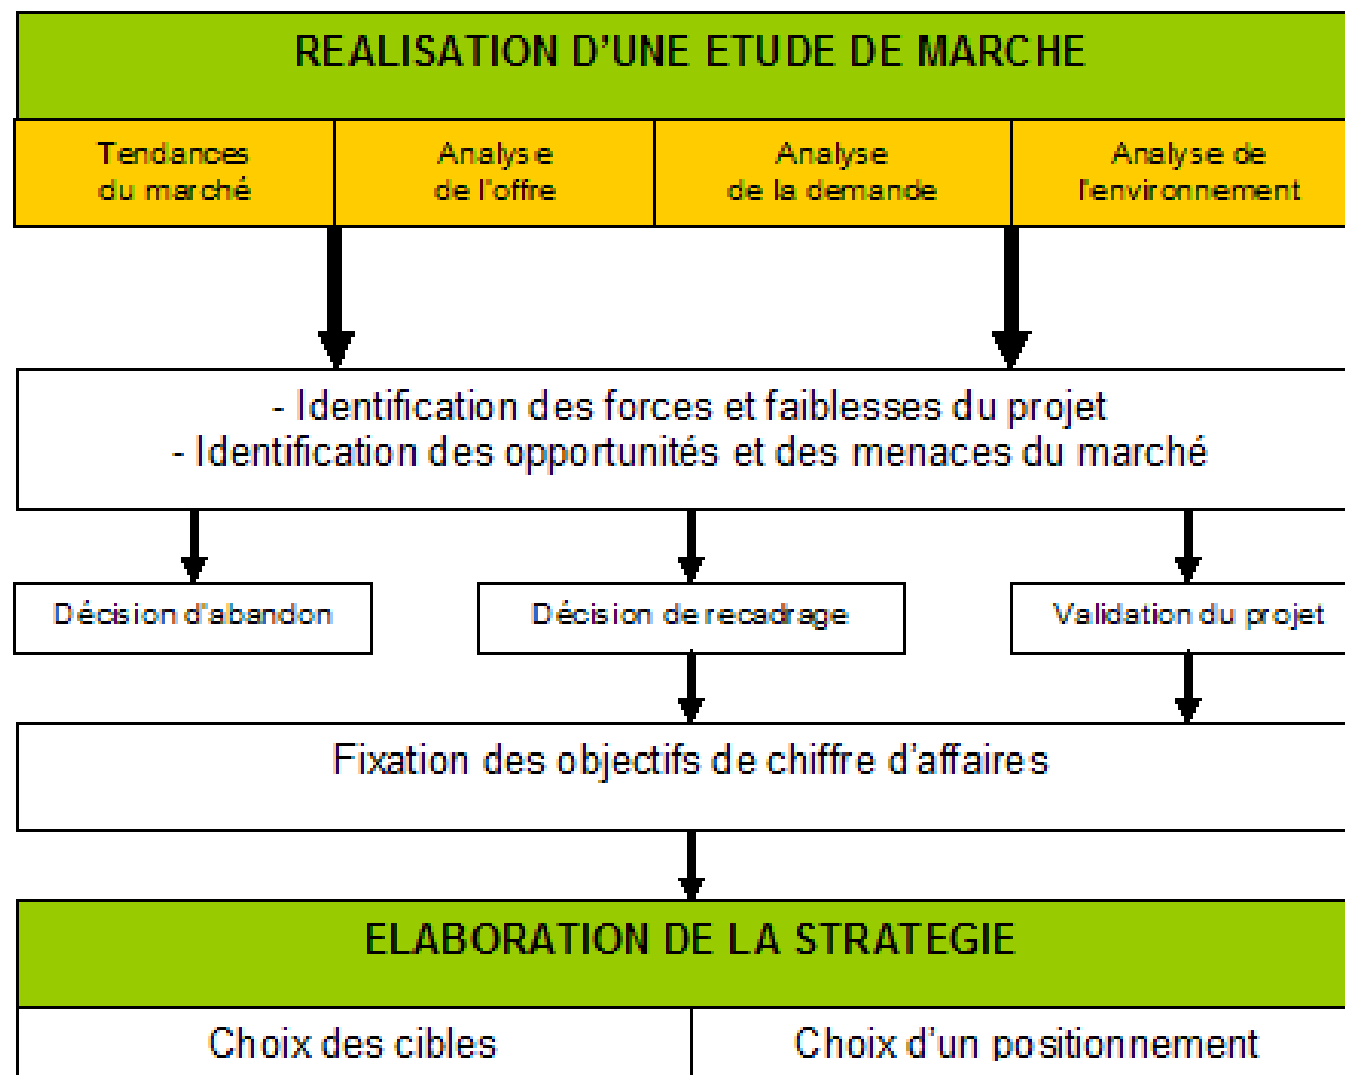 REALISATION D'UNE ETUDE DE MARCHE
Tendances
du marché
Analyse
de l'offre
Analyse
de la demande
Analyse de
l'environnement
- Identification des forces et faiblesses du projet
- Identification des opportunités et des menaces du marché
Décision d'abandon
Décision de recadrage
Validation du projet
Fixation des objectifs de chiffre d'affaires
ELABORATION DE LA STRATEGIE
Choix des cibles
Choix d'un positionnement